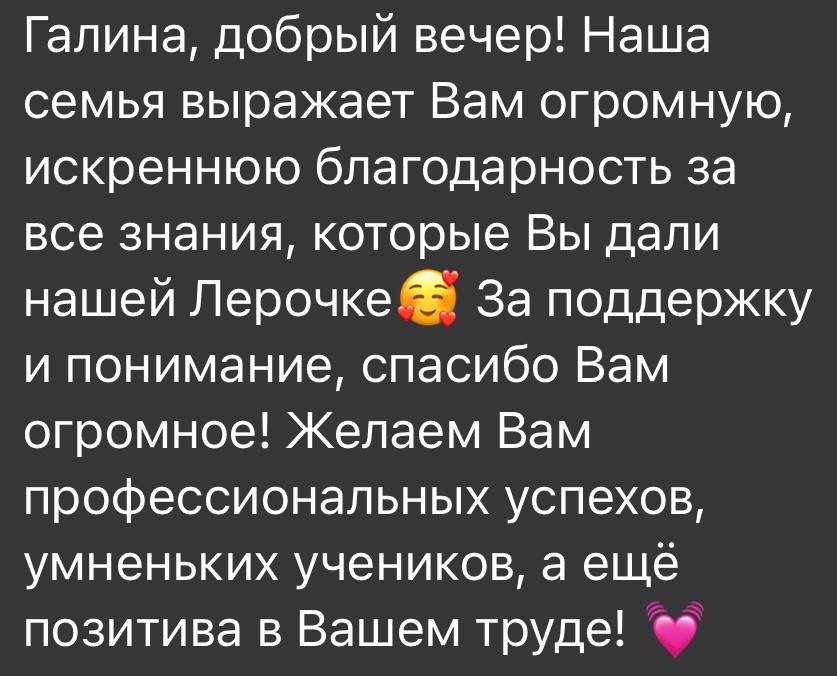 Галина, добрый вечер! Наша
семья выражает Вам огромную,
искреннюю благодарность за
все знания, которые Вы дали
нашей Лерочке🥰 За поддержку
и понимание, спасибо Вам
огромное! Желаем Вам
профессиональных успехов,
умненьких учеников, а ещё
позитива в Вашем труде! 💓